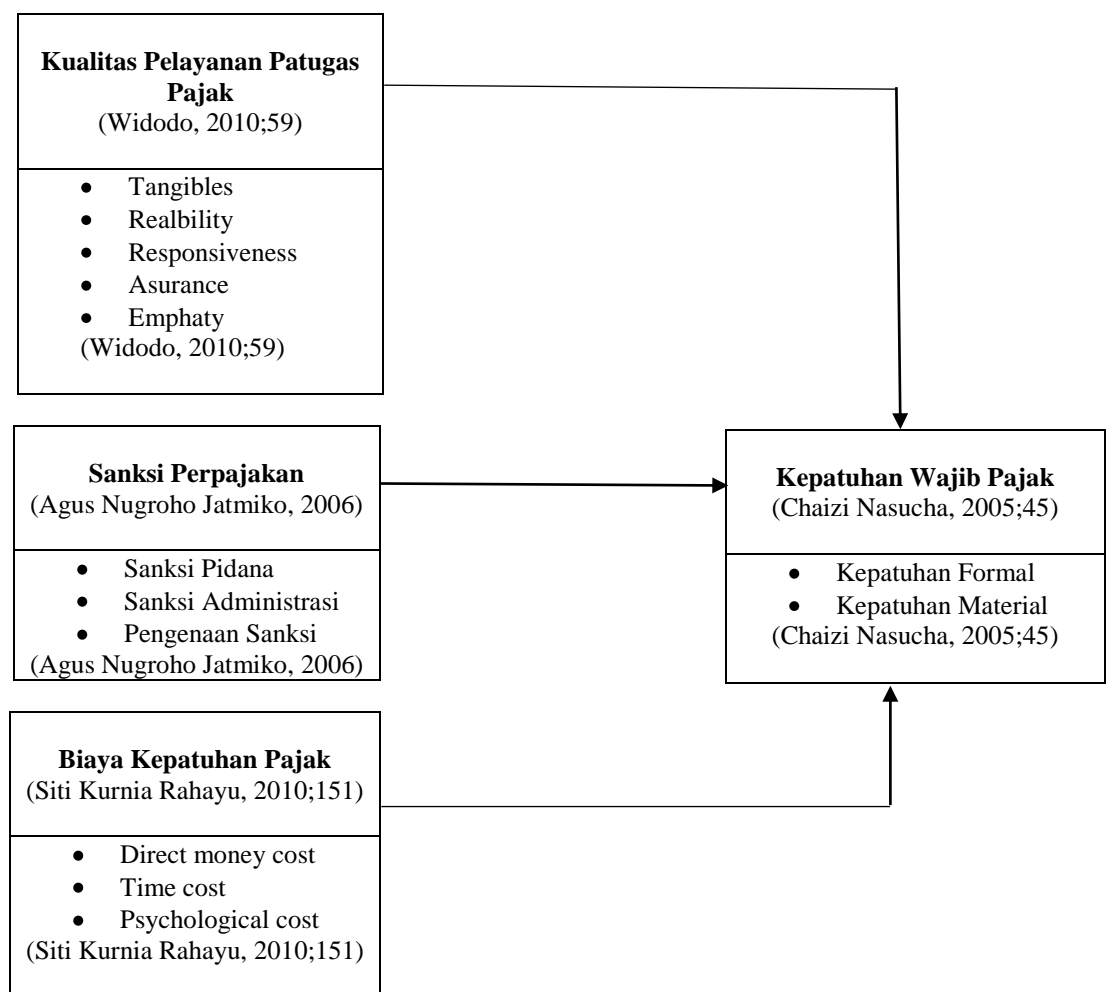 Kualitas Pelayanan Patugas
Pajak
(Widodo, 2010;59)
• Tangibles
• Realbility
• Responsiveness
• Asurance
• Emphaty
(Widodo, 2010;59)
Sanksi Perpajakan
(Agus Nugroho Jatmiko, 2006)
• Sanksi Pidana
• Sanksi Administrasi
• Pengenaan Sanksi
(Agus Nugroho Jatmiko, 2006)
Biaya Kepatuhan Pajak
(Siti Kurnia Rahayu, 2010;151)
• Direct money cost
• Time cost
• Psychological cost
(Siti Kurnia Rahayu, 2010;151)
Kepatuhan Wajib Pajak
(Chaizi Nasucha, 2005;45)
• Kepatuhan Formal
• Kepatuhan Material
(Chaizi Nasucha, 2005;45)